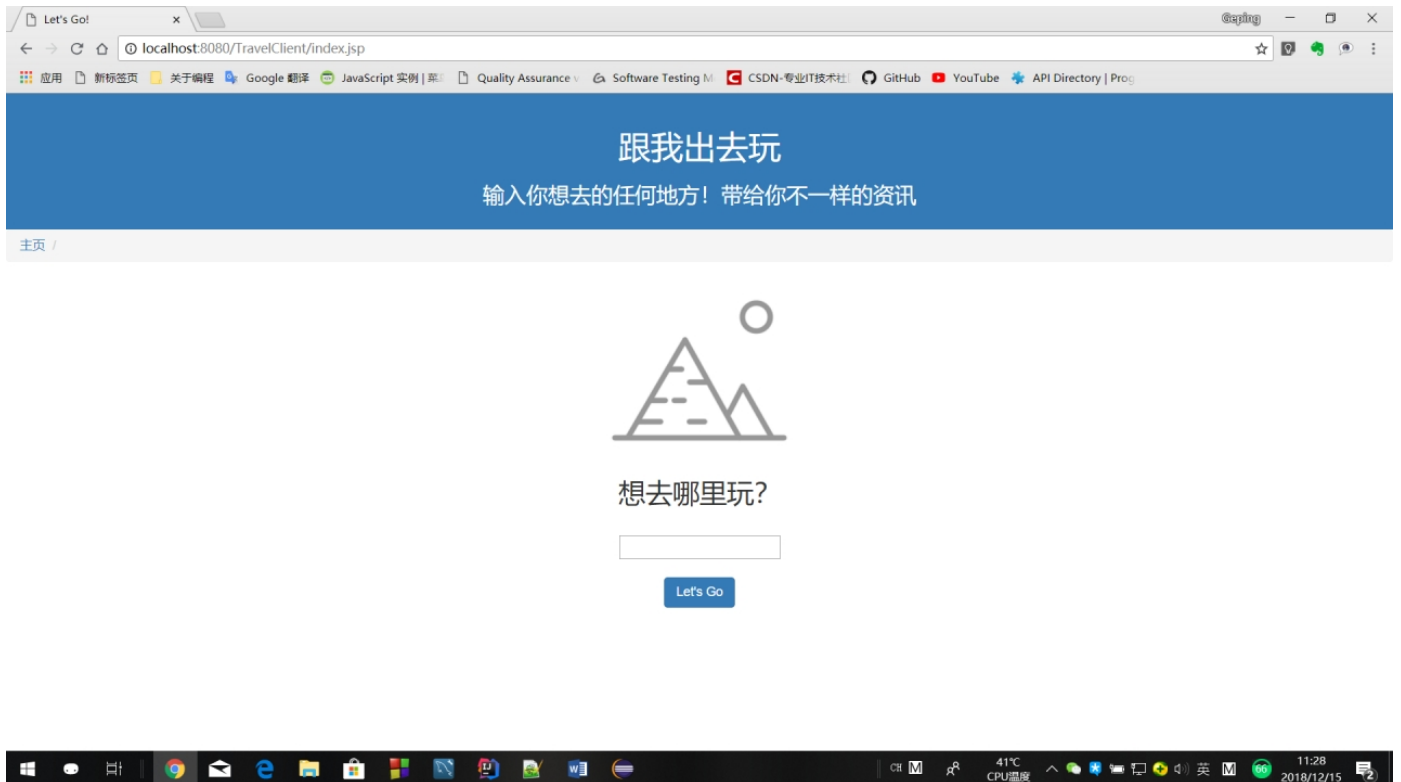 Let's Go!
Geping
localhost:8080/TravelClient/index.jsp
应用 新标签页 关于编程 Google 翻译 JavaScript 实例 | 菜 Quality Assurance v Software Testing M CSDN-专业IT技术社 GitHub YouTube API Directory | Prog
跟我出去玩
输入你想去的任何地方！带给你不一样的资讯
主页 /
想去哪里玩?
Let's Go
CH M 41℃ 英 M 66 11:28
CPU温度 2018/12/15 2